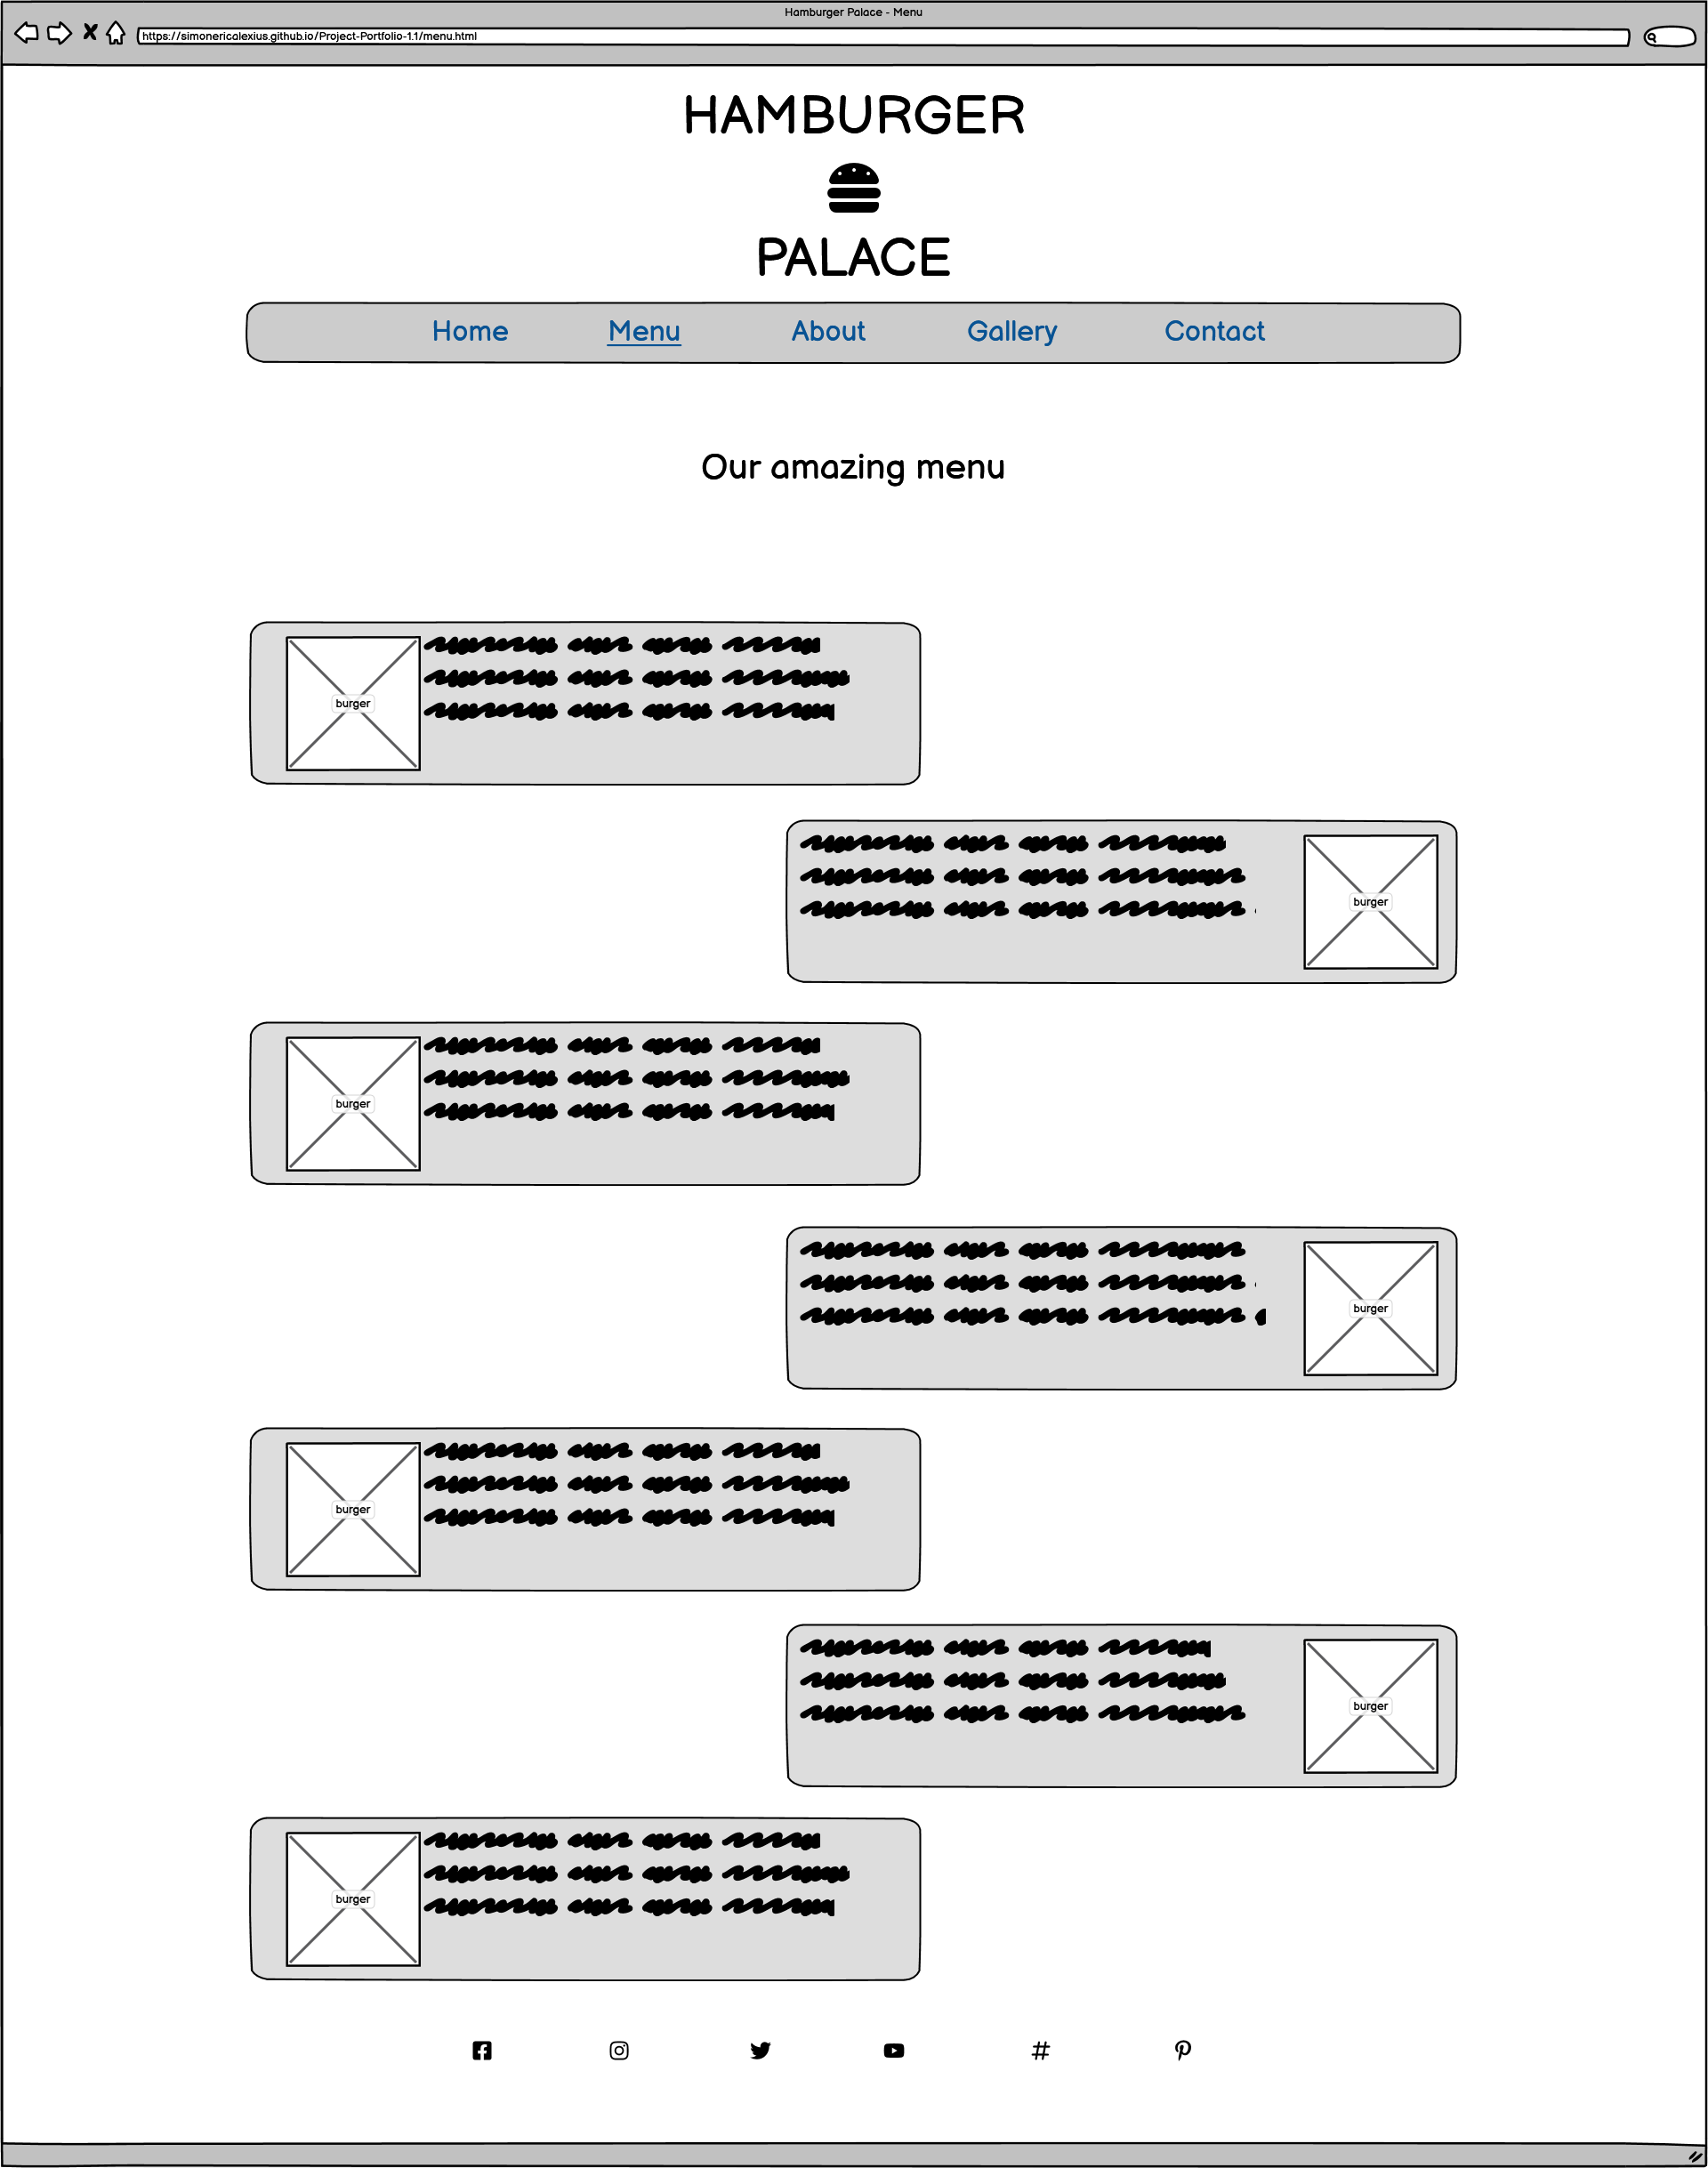 Hamburger Palace - Menu
https://simonericalexius.github.io/Project-Portfolio-1.1/menu.html
HAMBURGER
PALACE
Home Menu About Gallery Contact
Our amazing menu
burger
burger
burger
burger
burger
burger
burger